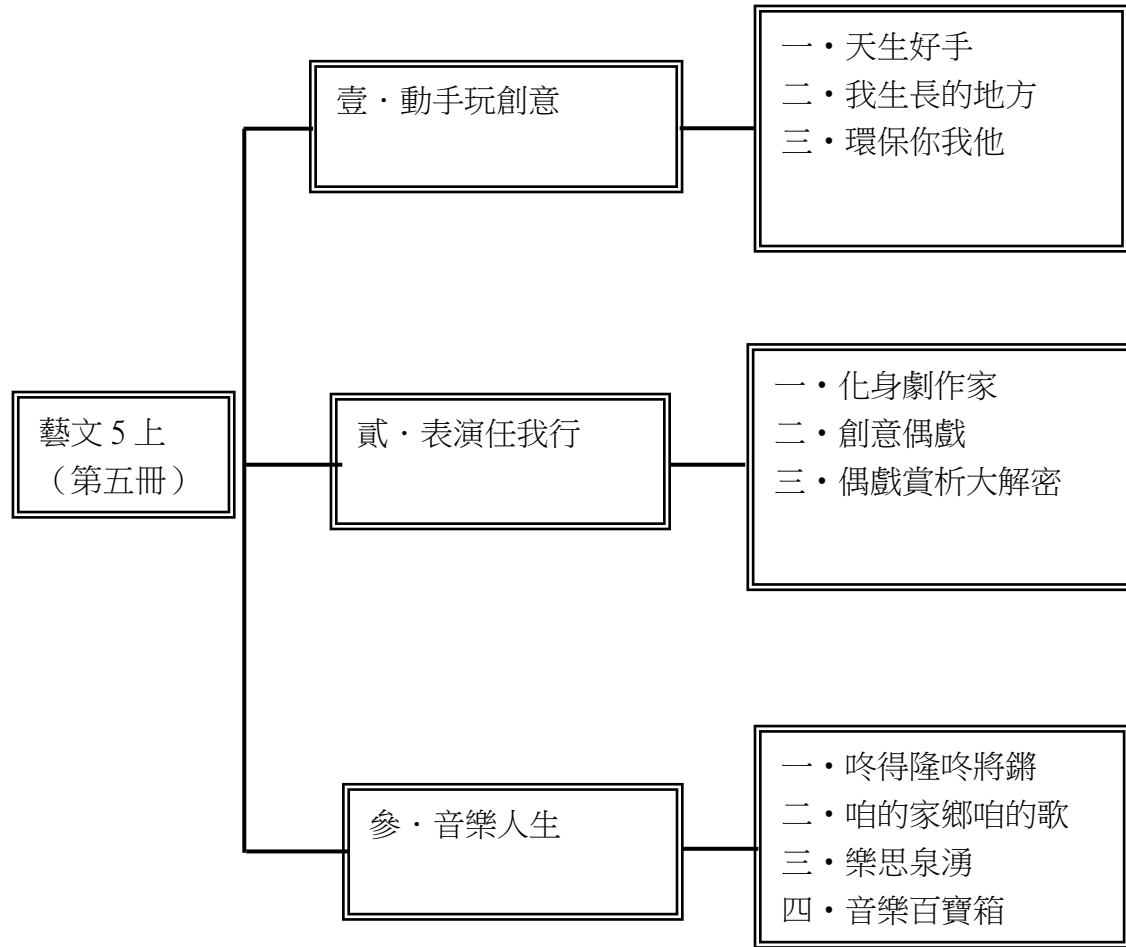 藝文 5 上
（第五冊）
壹．動手玩創意
一・天生好手
二・我生長的地方
三・環保你我他
貳．表演任我行
一・化身劇作家
二・創意偶戲
三・偶戲賞析大解密
參．音樂人生
一・咚得隆咚將鏘
二・咱的家鄉咱的歌
三・樂思泉湧
四・音樂百寶箱